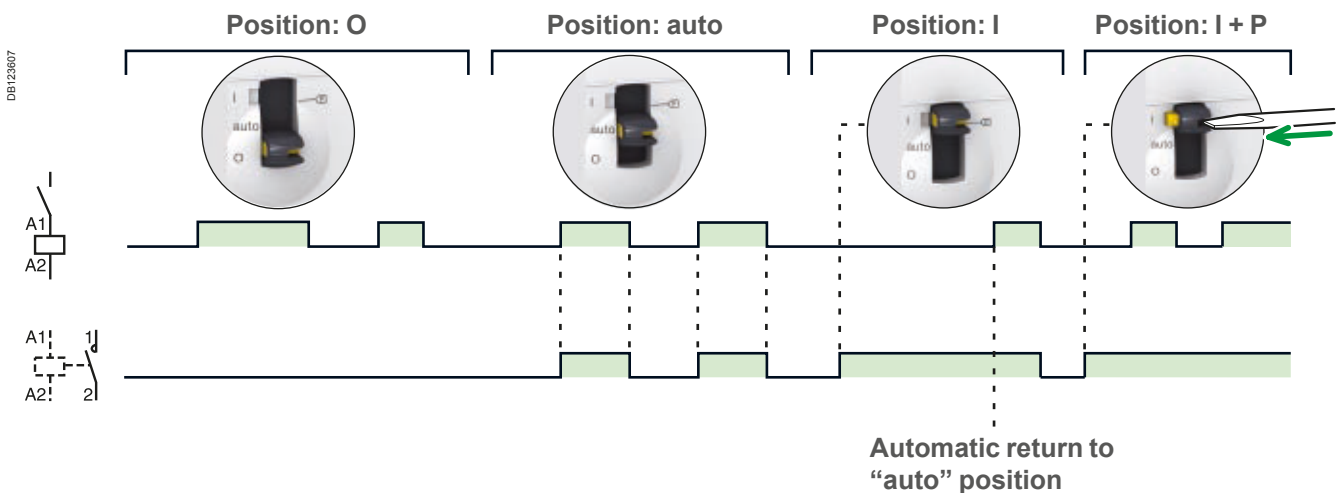 Position: O
Position: auto
Position: I
Position: I + P
DB123607
I
auto
O
I
auto
O
I
auto
O
I
auto
O
A1
A2
A1
1
A2
2
Automatic return to
“auto” position